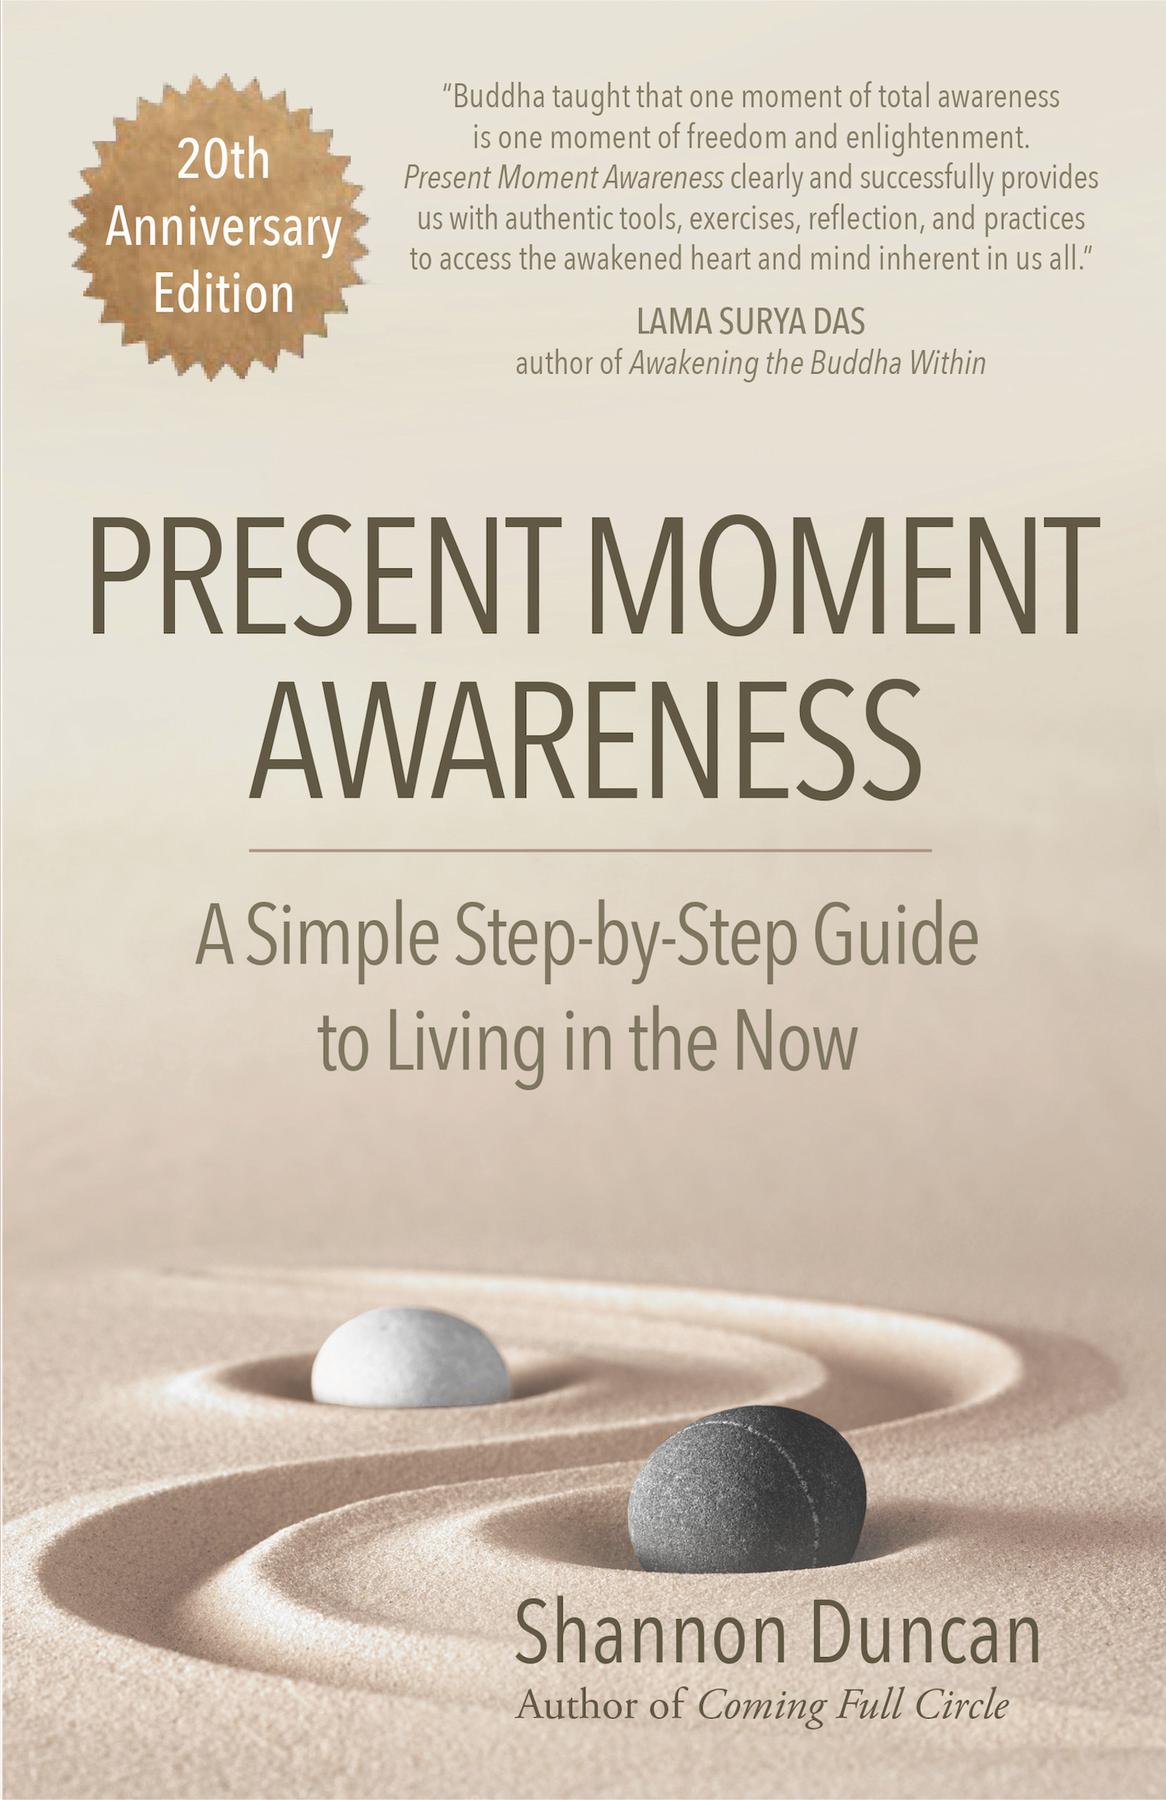 20th
Anniversary
Edition
“Buddha taught that one moment of total awareness
is one moment of freedom and enlightenment.
Present Moment Awareness clearly and successfully provides
us with authentic tools, exercises, reflection, and practices
to access the awakened heart and mind inherent in us all.“
LAMA SURYA DAS
author of Awakening the Buddha Within
PRESENT MOMENT
AWARENESS
A Simple Step-by-Step Guide
to Living in the Now
Shannon Duncan
Author of Coming Full Circle